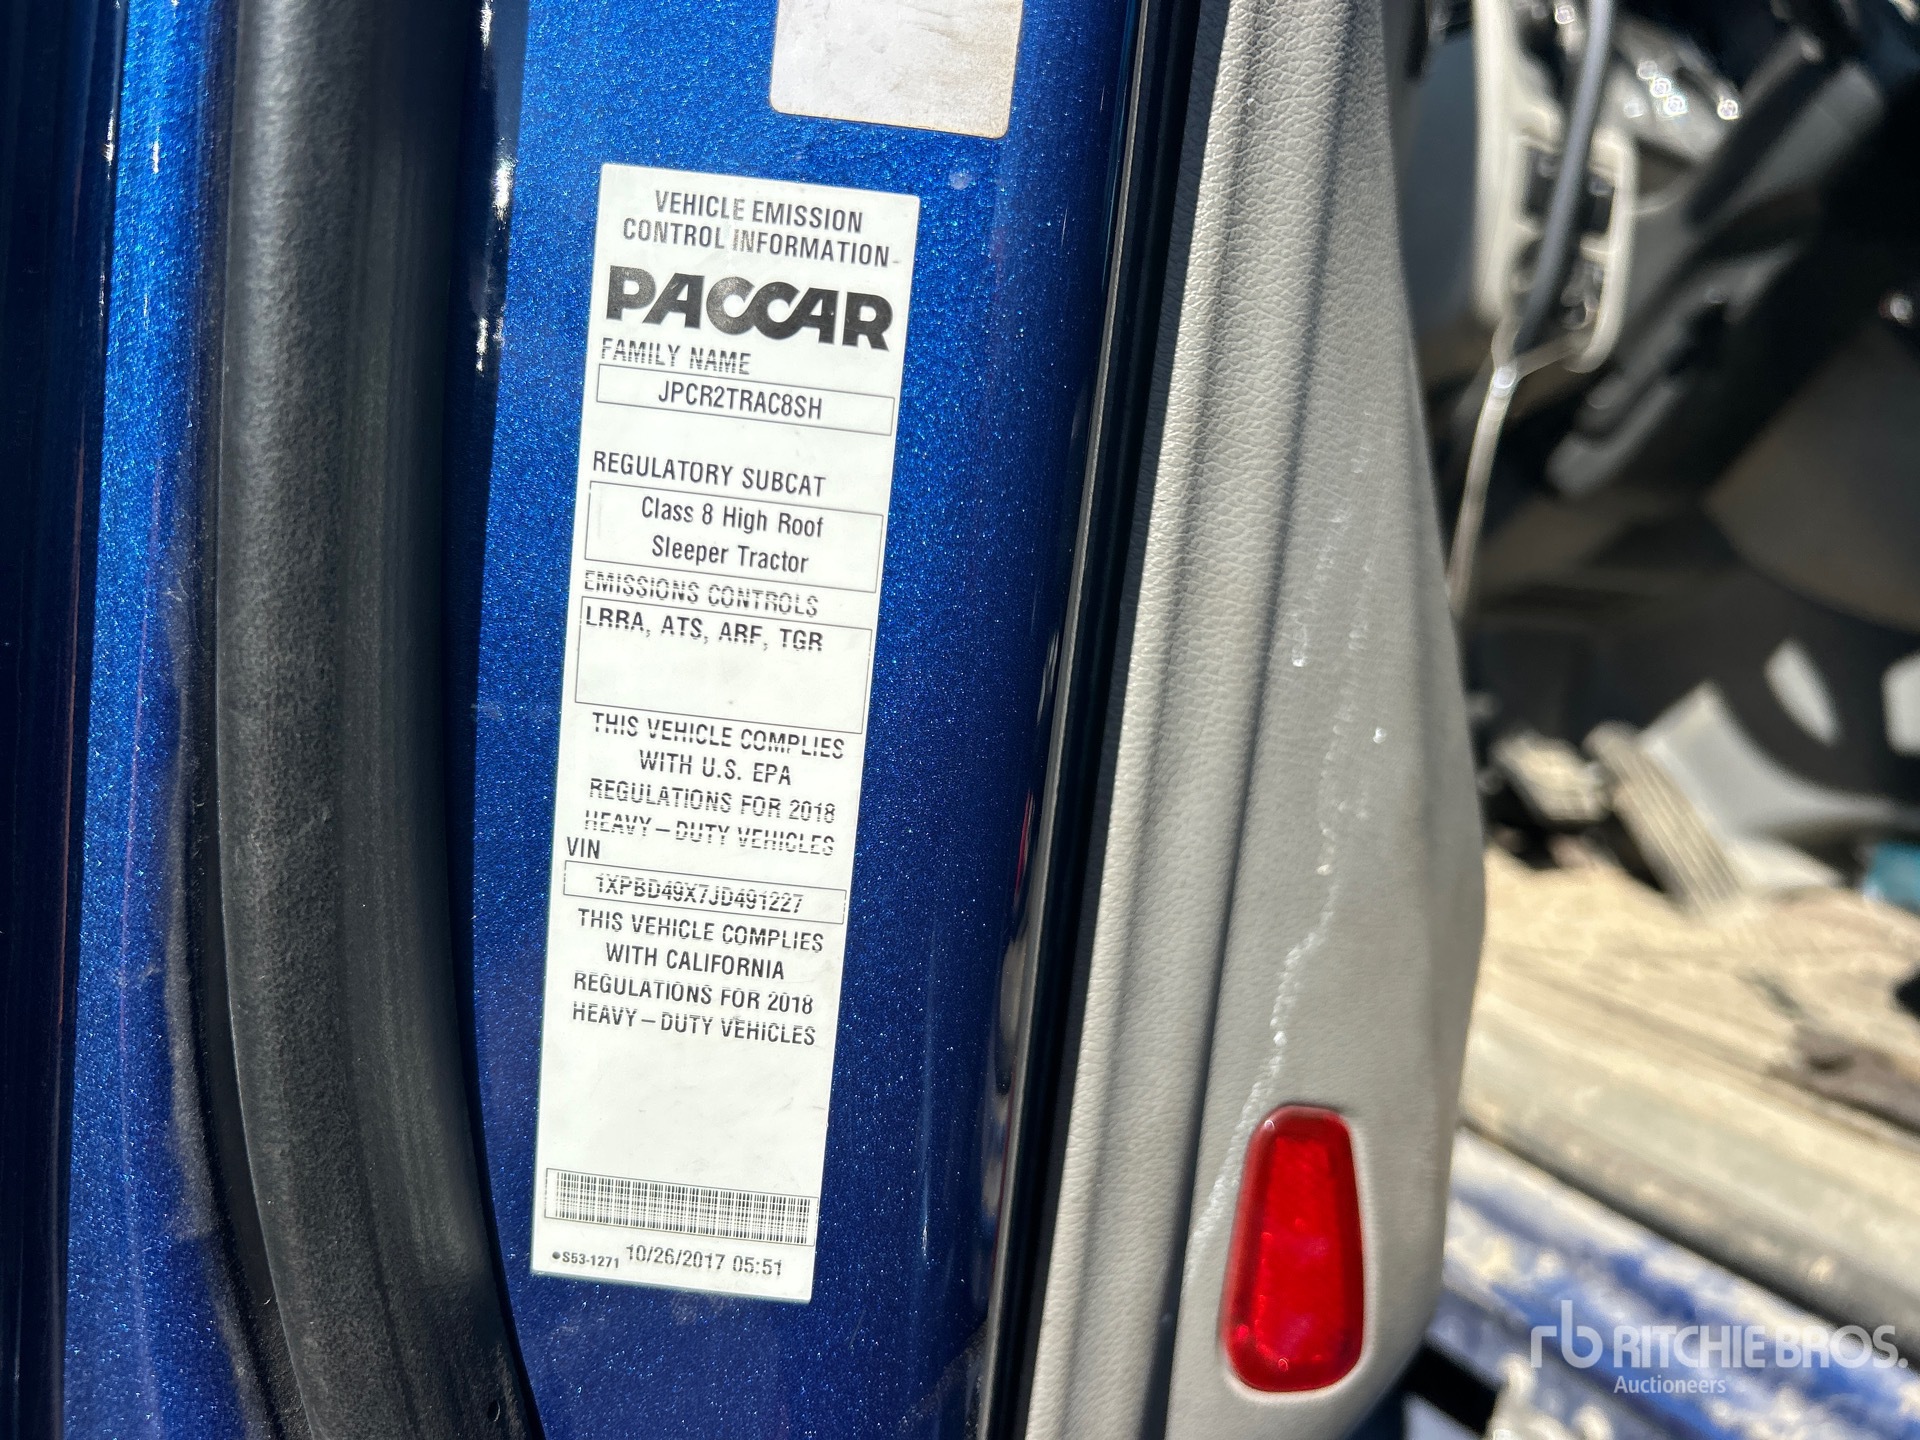 VEHICLE EMISSION
CONTROL INFORMATION
PACCAR
FAMILY NAME
JPCR2TRAC8SH
REGULATORY SUBCAT
Class 8 High Roof
Sleeper Tractor
EMISSIONS CONTROLS
LRRA, ATS, ARF, TGR
THIS VEHICLE COMPLIES
WITH U.S. EPA
REGULATIONS FOR 2018
HEAVY-DUTY VEHICLES
VIN
1XPBD49X7JD491227
THIS VEHICLE COMPLIES
WITH CALIFORNIA
REGULATIONS FOR 2018
HEAVY-DUTY VEHICLES
•S53-1271 10/26/2017 05:51
rb RITCHIE BROS.
Auctioneers